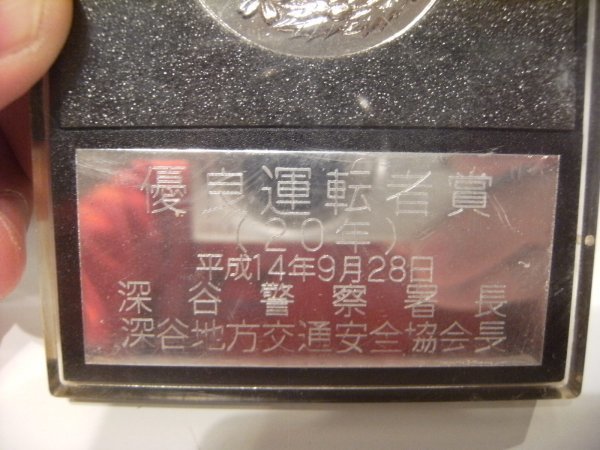 優良運転者賞
(20年)
平成14年9月28日
深谷警察署長
深谷地方交通安全協会長